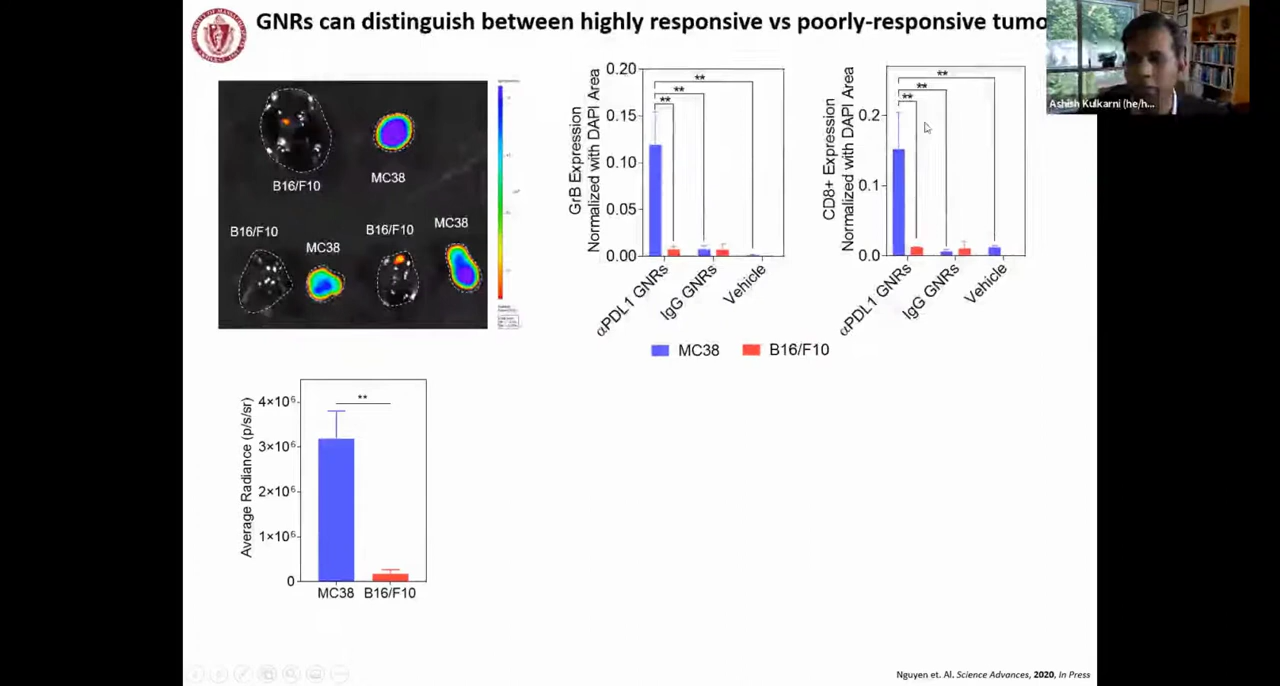 GNRs can distinguish between highly responsive vs poorly-responsive tumo
Ashish Kulkarni (he/h...
B16/F10
MC38
B16/F10
MC38
B16/F10
MC38
GrB Expression
Normalized with DAPI Area
0.20
0.15
0.10
0.05
0.00
**
**
**
αPDL1 GNRs
IgG GNRs
Vehicle
CD8+ Expression
Normalized with DAPI Area
0.2
0.1
0.0
**
**
**
αPDL1 GNRs
IgG GNRs
Vehicle
MC38
B16/F10
Average Radiance (p/s/sr)
4×10⁶
3×10⁶
2×10⁶
1×10⁶
0
**
MC38
B16/F10
Nguyen et. Al. Science Advances, 2020, In Press